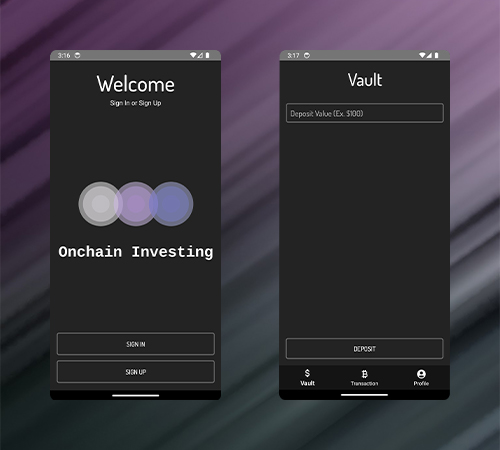 3:16
Welcome
Sign In or Sign Up
Onchain Investing
SIGN IN
SIGN UP
3:17
Vault
Deposit Value (Ex. $100)
DEPOSIT
Vault
Transaction
Profile